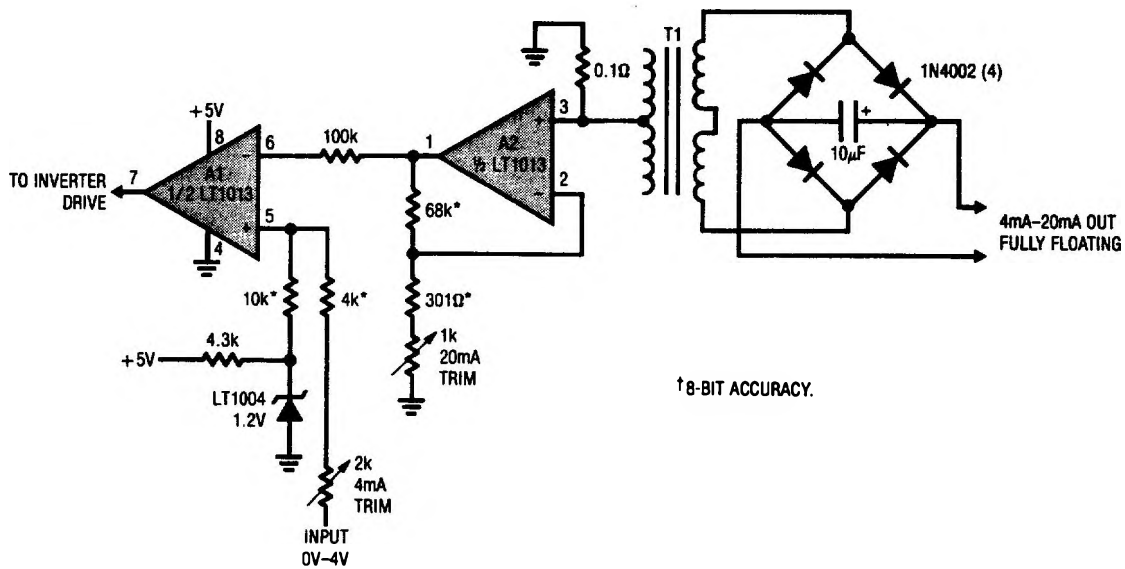 T1
1N4002 (4)
0.1Ω
+5V
8
6
100k
1
A2
½ LT1013
3
+
−
2
+
10µF
7
TO INVERTER
DRIVE
A1
1/2 LT1013
−
+
5
4
68k*
4mA–20mA OUT
FULLY FLOATING
10k*
4k*
301Ω*
4.3k
+5V
1k
20mA
TRIM
LT1004
1.2V
†8-BIT ACCURACY.
2k
4mA
TRIM
INPUT
0V–4V